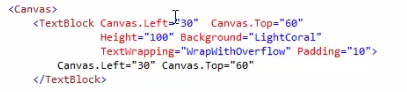 <Canvas>
<TextBlock Canvas.Left="30" Canvas.Top="60"
Height="100" Background="LightCoral"
TextWrapping="WrapWithOverflow" Padding="10">
Canvas.Left="30" Canvas.Top="60"
</TextBlock>